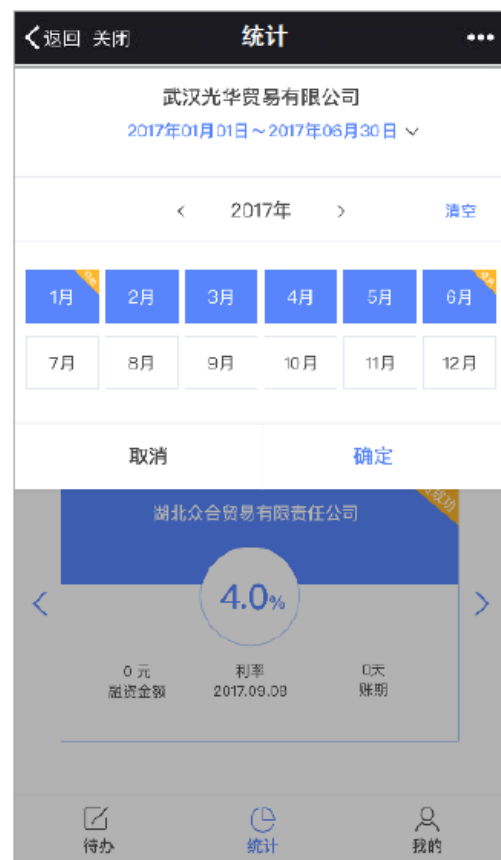 返回 关闭 统计
武汉光华贸易有限公司
2017年01月01日~2017年06月30日
2017年 清空
1月 2月 3月 4月 5月 6月
7月 8月 9月 10月 11月 12月
取消 确定
成功
湖北众合贸易有限责任公司
4.0%
0 元 利率 0天
融资金额 2017.09.08 账期
待办 统计 我的